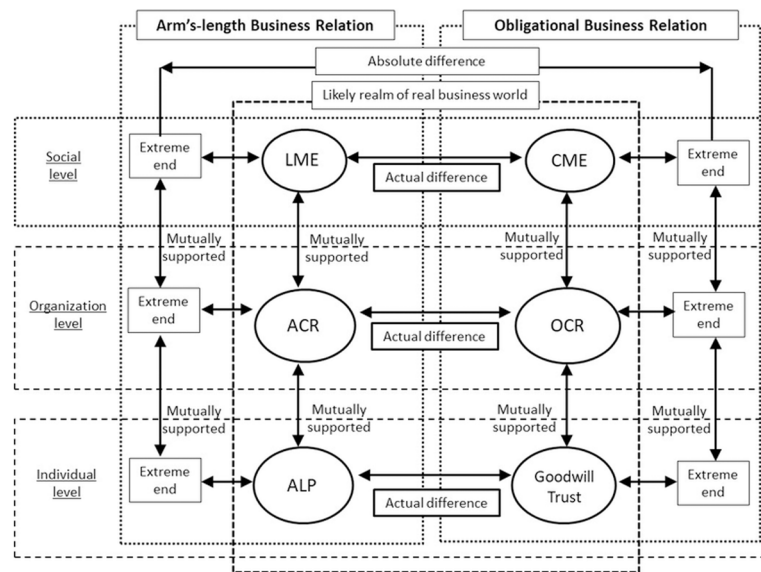 Arm's-length Business Relation
Obligational Business Relation
Absolute difference
Likely realm of real business world
Social
level
Extreme
end
LME
CME
Extreme
end
Actual difference
Mutually
supported
Mutually
supported
Mutually
supported
Mutually
supported
Organization
level
Extreme
end
ACR
OCR
Extreme
end
Actual difference
Mutually
supported
Mutually
supported
Mutually
supported
Mutually
supported
Individual
level
Extreme
end
ALP
Goodwill
Trust
Extreme
end
Actual difference